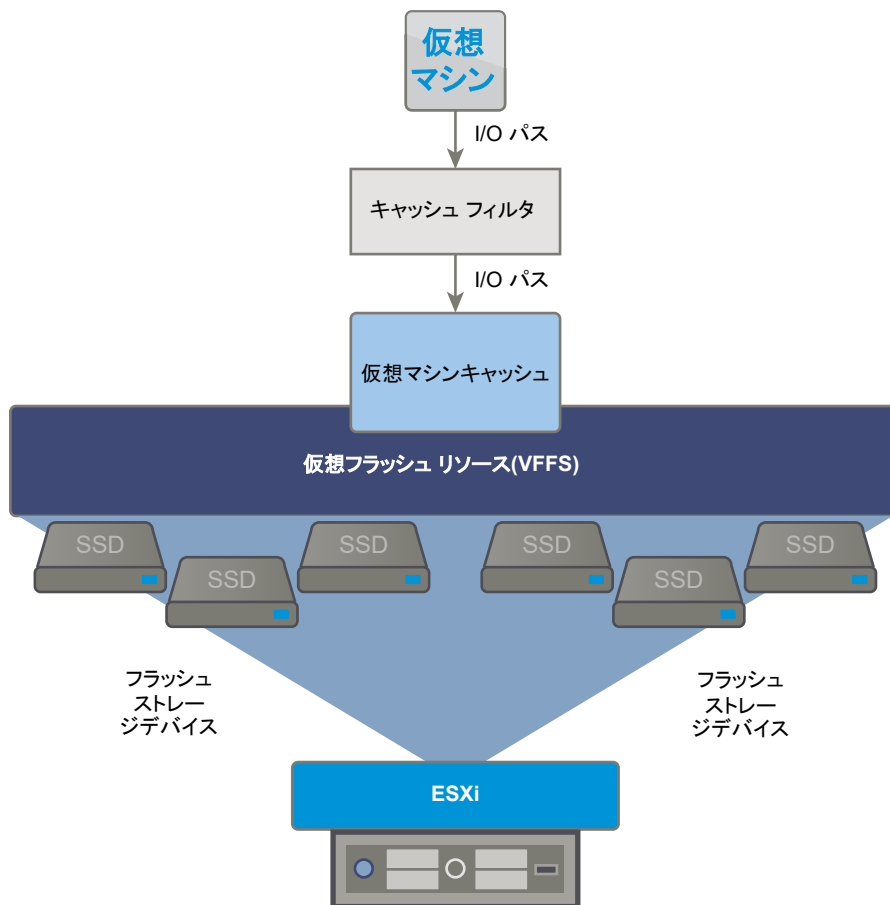 仮想
マシン
I/O パス
キャッシュ フィルタ
I/O パス
仮想マシンキャッシュ
仮想フラッシュ リソース(VFFS)
SSD
SSD
SSD
SSD
SSD
SSD
フラッシュ
ストレー
ジデバイス
フラッシュ
ストレー
ジデバイス
ESXi